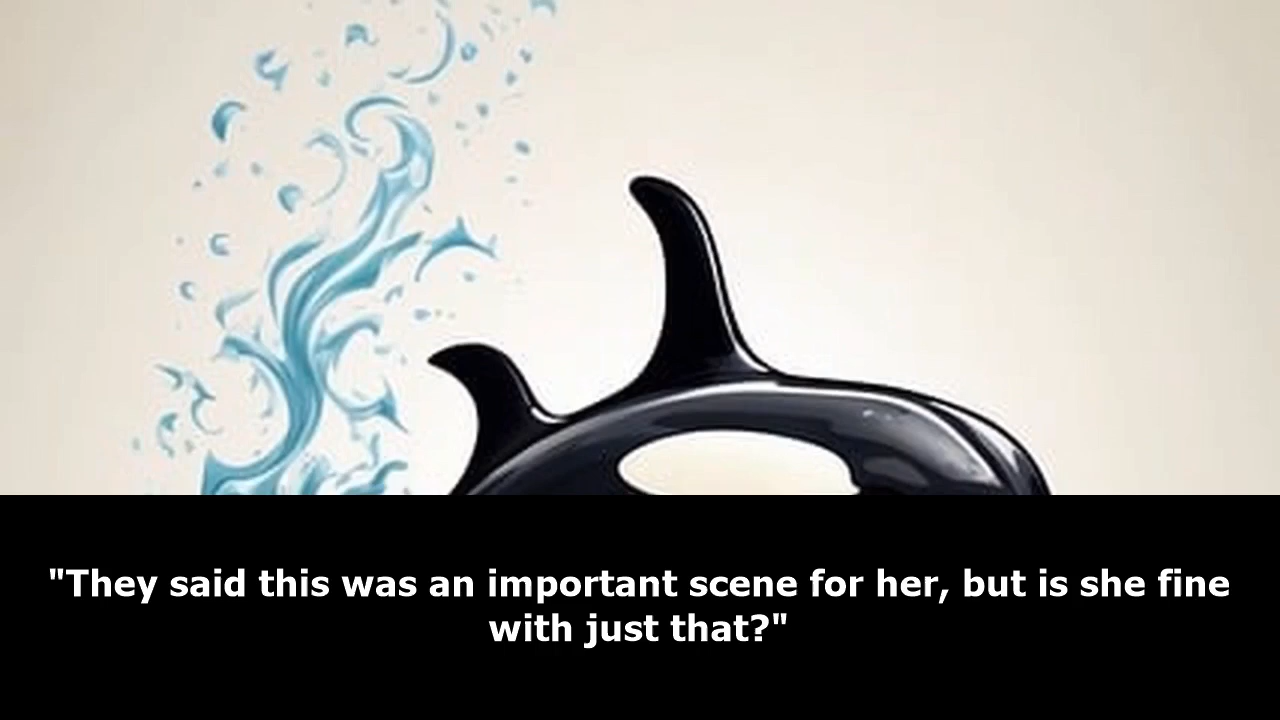 "They said this was an important scene for her, but is she fine
with just that?"